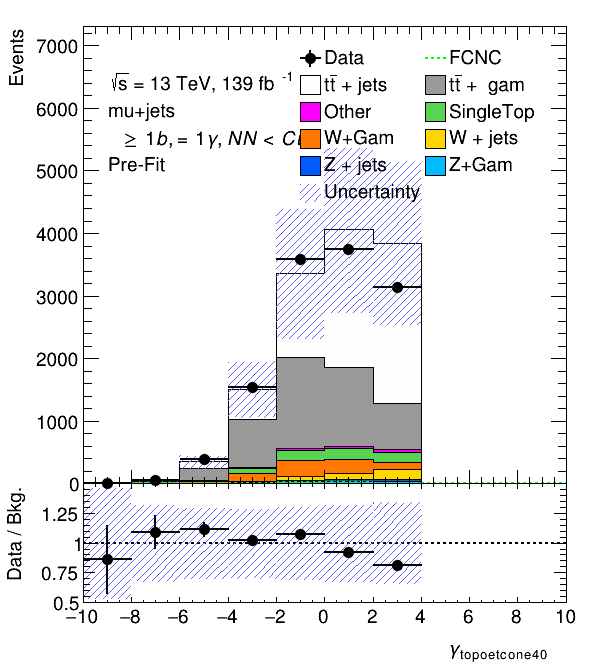 Events
7000
6000
5000
4000
3000
2000
1000
0
√s = 13 TeV, 139 fb⁻¹
mu+jets
≥ 1b, = 1γ, NN <
Pre-Fit
Data
FCNC
tt̄ + jets
tt̄ + gam
Other
SingleTop
W+Gam
W + jets
Z + jets
Z+Gam
Uncertainty
Data / Bkg.
1.25
1
0.75
0.5
−10 −8 −6 −4 −2 0 2 4 6 8 10
γtopoetcone40